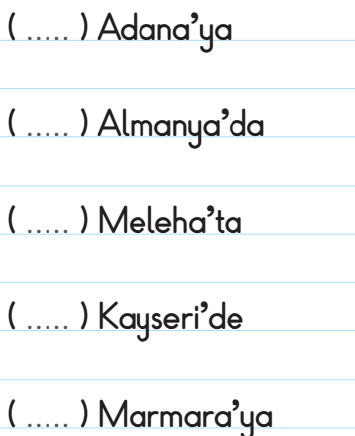 ( ..... ) Adana’ya
( ..... ) Almanya’da
( ..... ) Meleha’ta
( ..... ) Kayseri’de
( ..... ) Marmara’ya